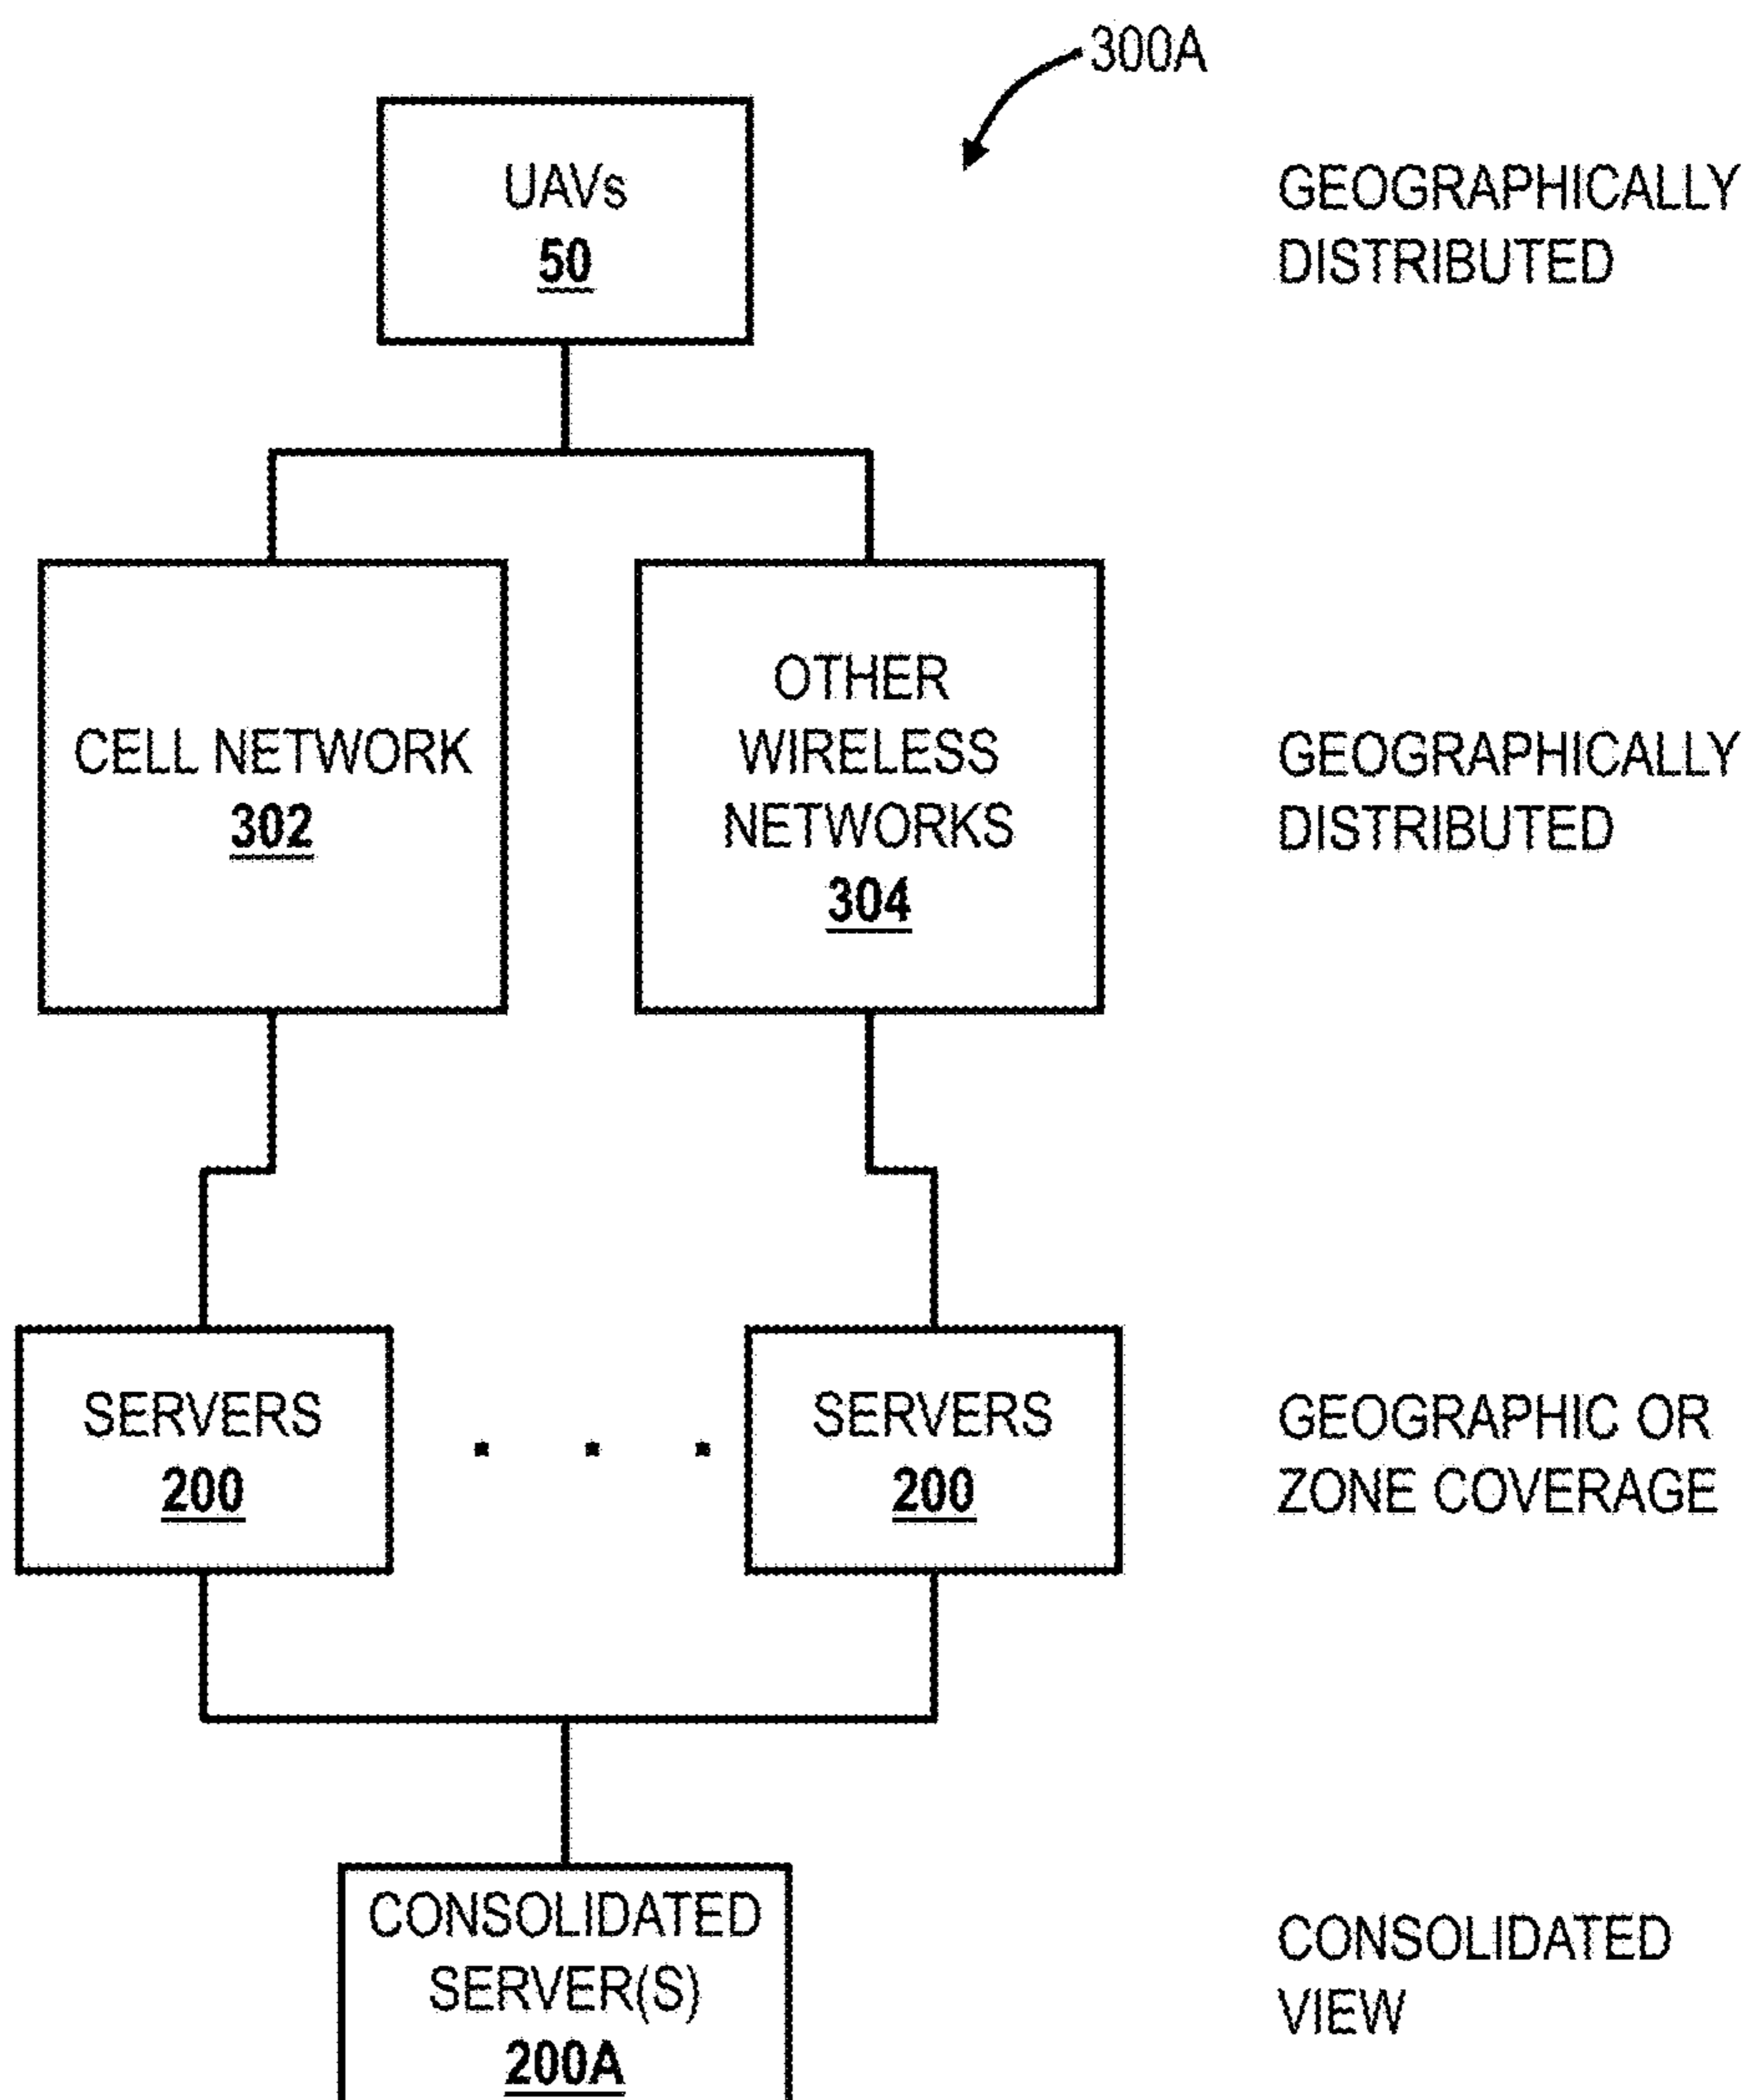 300A
UAVs
50
GEOGRAPHICALLY
DISTRIBUTED
CELL NETWORK
302
OTHER
WIRELESS
NETWORKS
304
GEOGRAPHICALLY
DISTRIBUTED
SERVERS
200
. . .
SERVERS
200
GEOGRAPHIC OR
ZONE COVERAGE
CONSOLIDATED
SERVER(S)
200A
CONSOLIDATED
VIEW